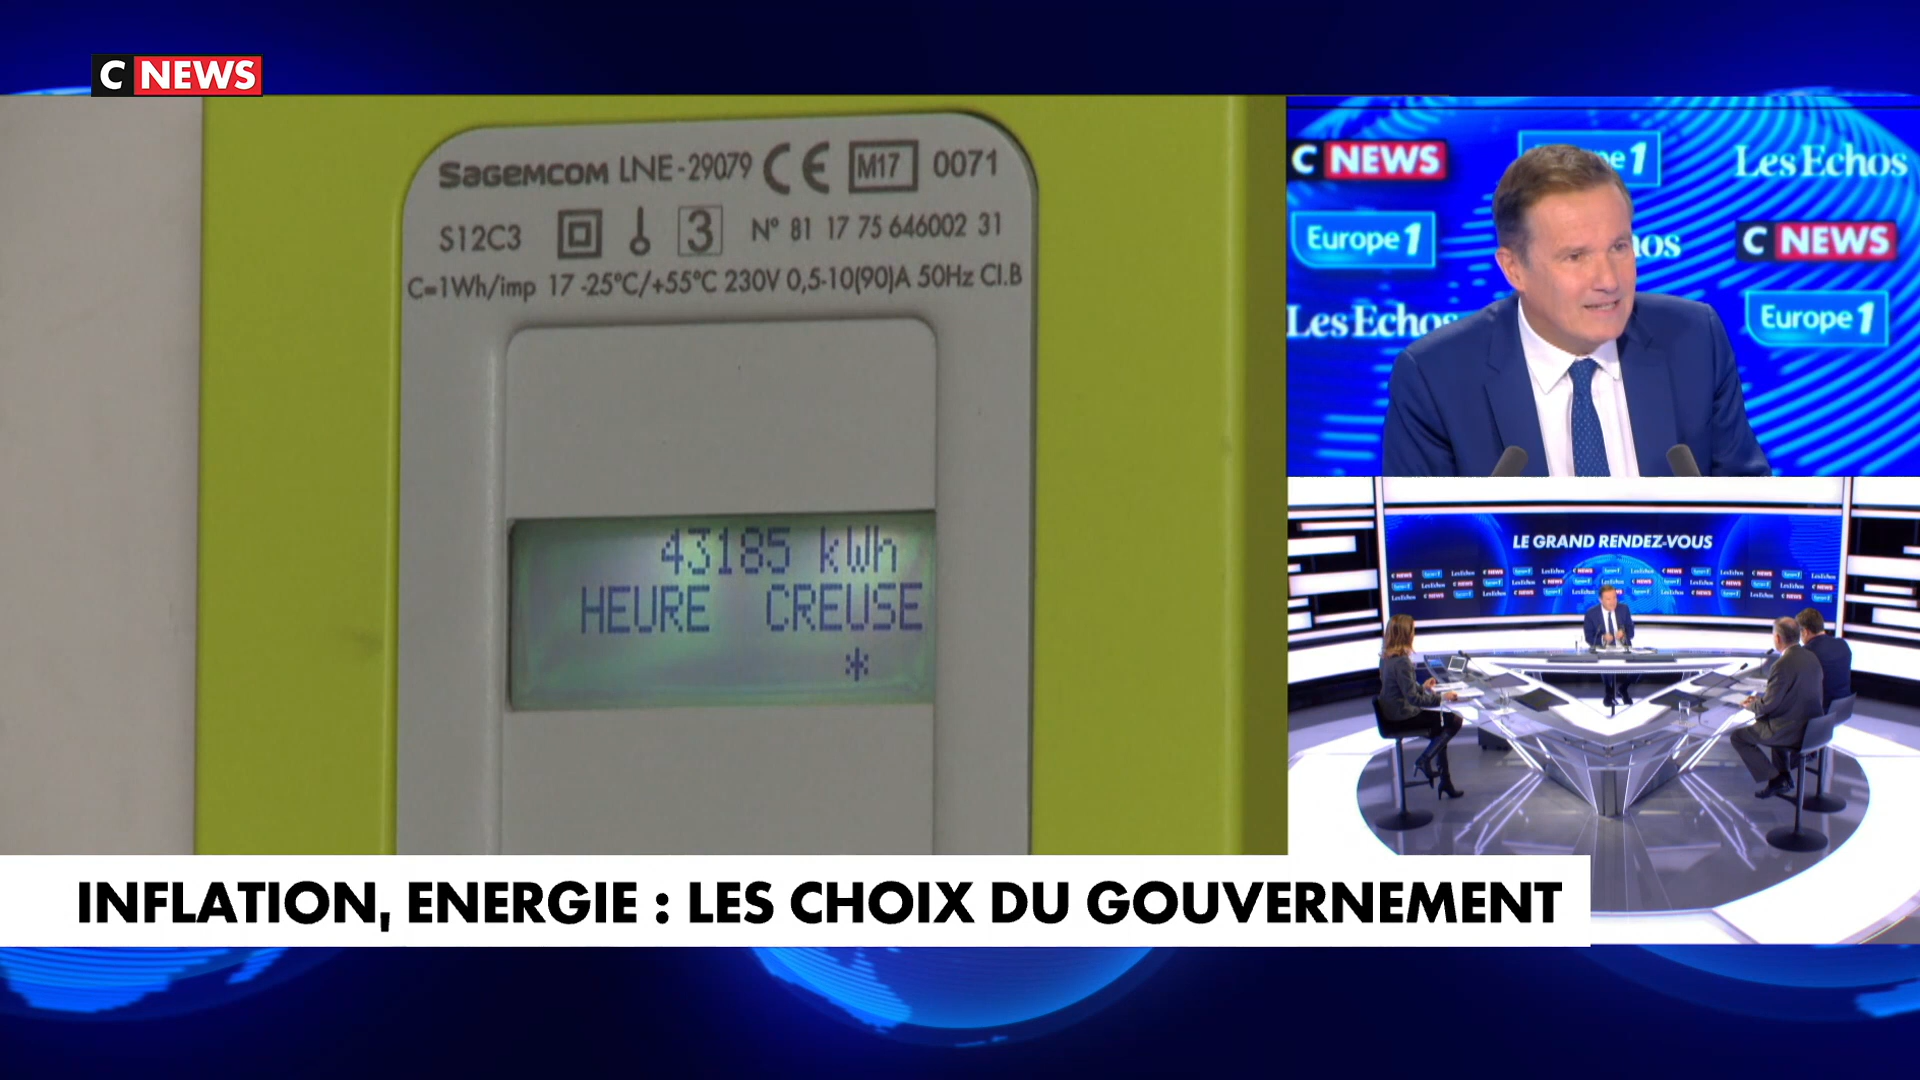 C NEWS
SAGEMCOM LNE-29079 CE M17 0071
S12C3 3 N° 81 17 75 646002 31
C=1Wh/imp 17 -25°C/+55°C 230V 0,5-10(90)A 50Hz Cl.B
43185 kWh
HEURE CREUSE
*
C NEWS
e 1
Les Echos
Europe 1
hos
C NEWS
Les Echos
Europe 1
LE GRAND RENDEZ-VOUS
INFLATION, ENERGIE : LES CHOIX DU GOUVERNEMENT